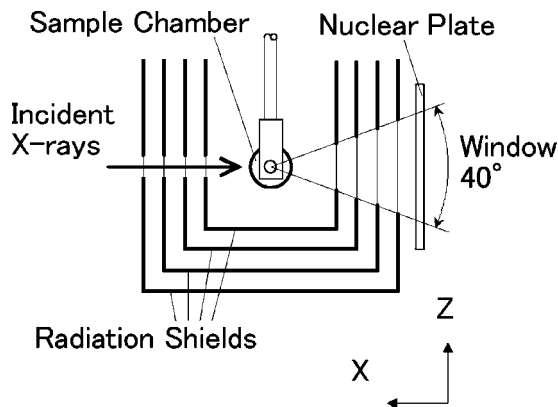 Sample Chamber
Nuclear Plate
Incident
X-rays
Window
40°
Radiation Shields
Z
X